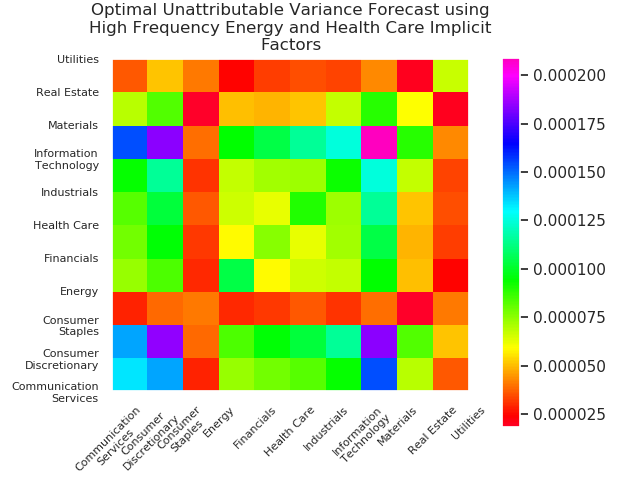 Optimal Unattributable Variance Forecast using
High Frequency Energy and Health Care Implicit
Factors
Utilities
Real Estate
Materials
Information
Technology
Industrials
Health Care
Financials
Energy
Consumer
Staples
Consumer
Discretionary
Communication
Services
Communication
Services
Consumer
Discretionary
Consumer
Staples
Energy
Financials
Health Care
Industrials
Information
Technology
Materials
Real Estate
Utilities
0.000200
0.000175
0.000150
0.000125
0.000100
0.000075
0.000050
0.000025